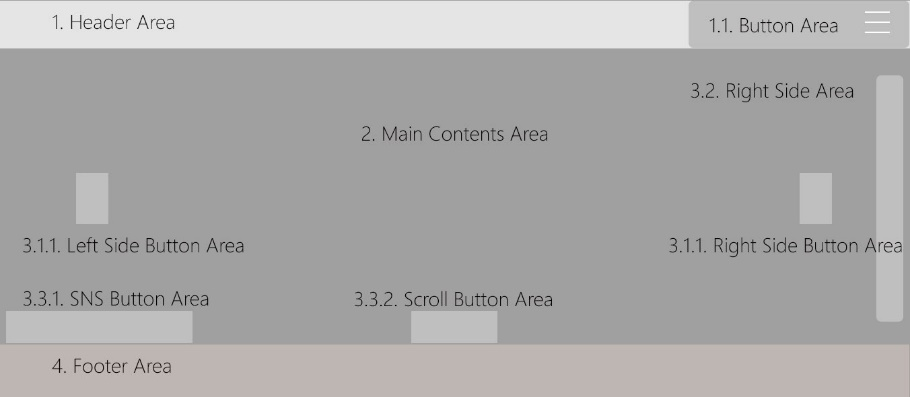 1. Header Area
1.1. Button Area
3.2. Right Side Area
2. Main Contents Area
3.1.1. Left Side Button Area
3.1.1. Right Side Button Area
3.3.1. SNS Button Area
3.3.2. Scroll Button Area
4. Footer Area